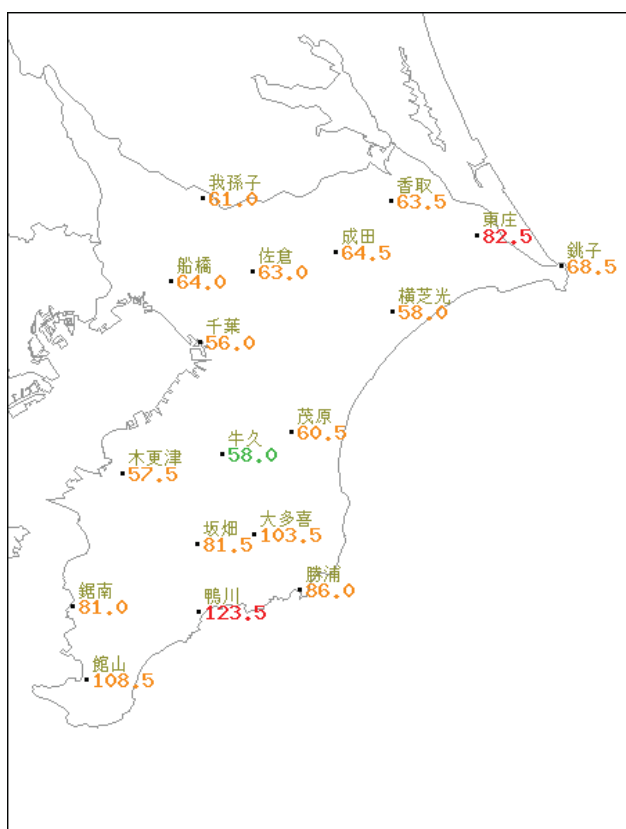 我孫子
61.0
香取
63.5
東庄
82.5
成田
64.5
銚子
68.5
佐倉
63.0
船橋
64.0
横芝光
58.0
千葉
56.0
茂原
60.5
牛久
58.0
木更津
57.5
大多喜
103.5
坂畑
81.5
勝浦
86.0
鋸南
81.0
鴨川
123.5
館山
108.5